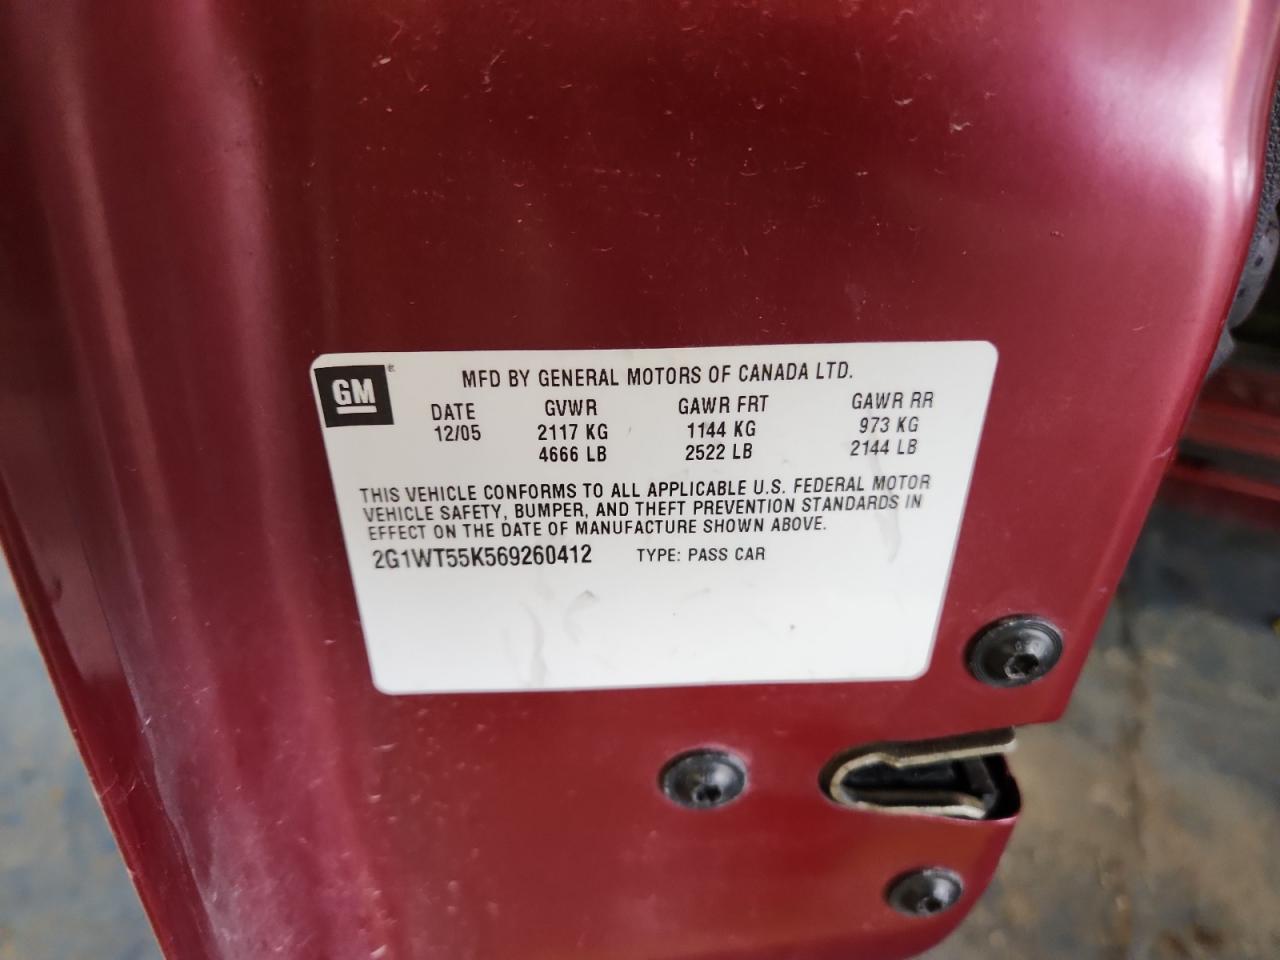 GM
MFD BY GENERAL MOTORS OF CANADA LTD.
DATE GVWR GAWR FRT GAWR RR
12/05 2117 KG 1144 KG 973 KG
4666 LB 2522 LB 2144 LB
THIS VEHICLE CONFORMS TO ALL APPLICABLE U.S. FEDERAL MOTOR
VEHICLE SAFETY, BUMPER, AND THEFT PREVENTION STANDARDS IN
EFFECT ON THE DATE OF MANUFACTURE SHOWN ABOVE.
2G1WT55K569260412 TYPE: PASS CAR